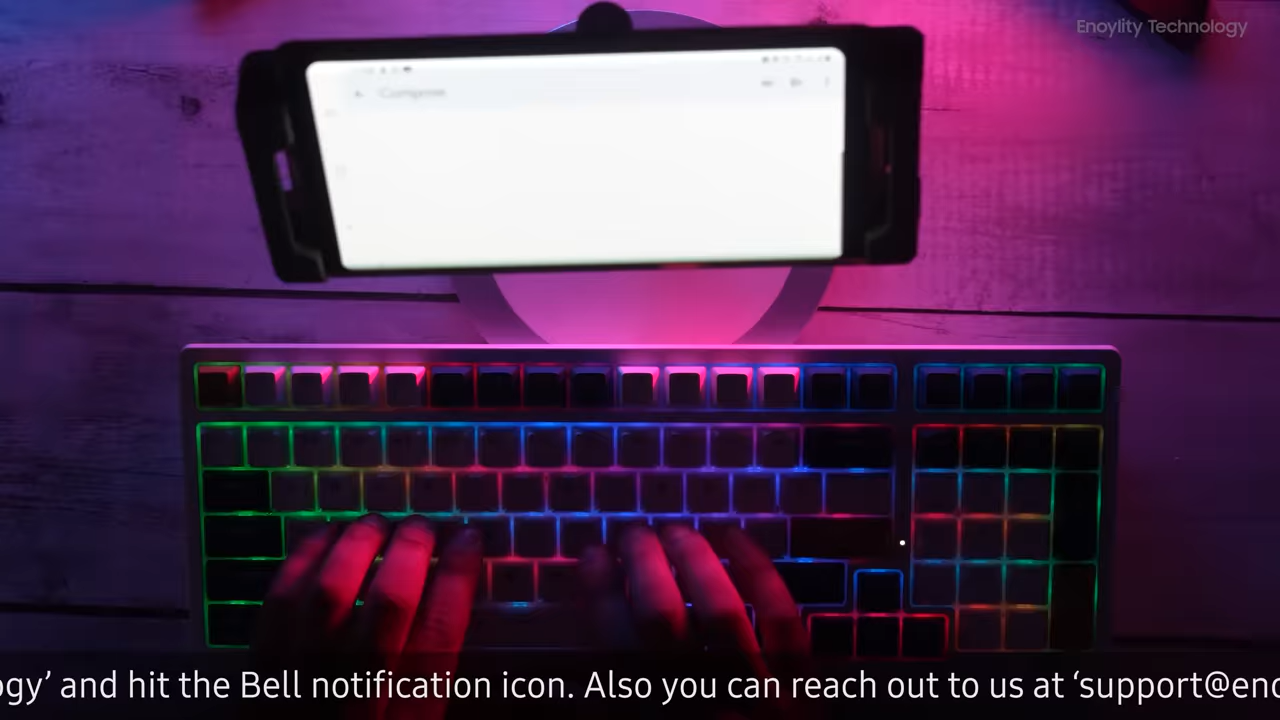 Enoylity Technology
Compose
ogy’ and hit the Bell notification icon. Also you can reach out to us at ‘support@eno